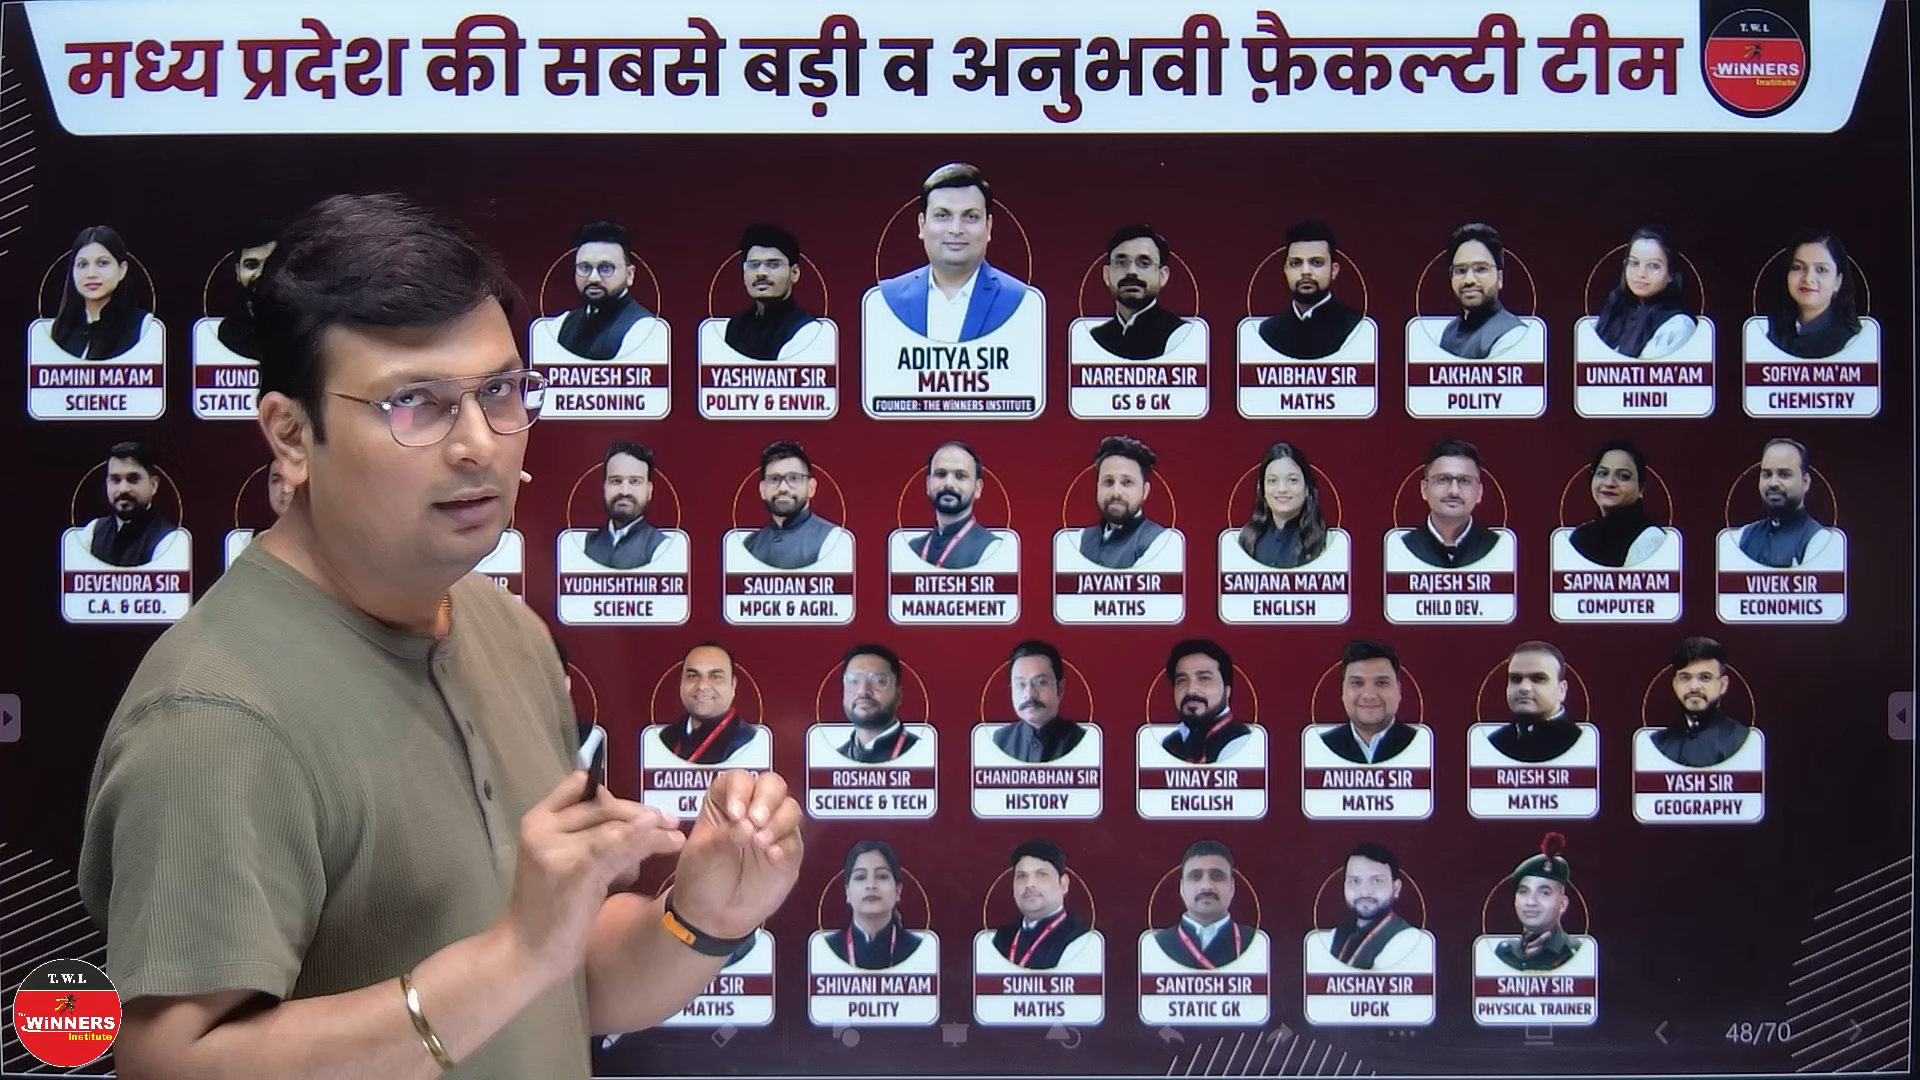 मध्य प्रदेश की सबसे बड़ी व अनुभवी फ़ैकल्टी टीम
T. W. I.
The WiNNERS
Institute
DAMINI MA'AM
SCIENCE
KUND
STATIC
PRAVESH SIR
REASONING
YASHWANT SIR
POLITY & ENVIR.
ADITYA SIR
MATHS
FOUNDER: THE WiNNERS INSTITUTE
NARENDRA SIR
GS & GK
VAIBHAV SIR
MATHS
LAKHAN SIR
POLITY
UNNATI MA'AM
HINDI
SOFIYA MA'AM
CHEMISTRY
DEVENDRA SIR
C.A. & GEO.
YUDHISHTHIR SIR
SCIENCE
SAUDAN SIR
MPGK & AGRI.
RITESH SIR
MANAGEMENT
JAYANT SIR
MATHS
SANJANA MA'AM
ENGLISH
RAJESH SIR
CHILD DEV.
SAPNA MA'AM
COMPUTER
VIVEK SIR
ECONOMICS
GAURAV
GK
ROSHAN SIR
SCIENCE & TECH
CHANDRABHAN SIR
HISTORY
VINAY SIR
ENGLISH
ANURAG SIR
MATHS
RAJESH SIR
MATHS
YASH SIR
GEOGRAPHY
SIR
MATHS
SHIVANI MA'AM
POLITY
SUNIL SIR
MATHS
SANTOSH SIR
STATIC GK
AKSHAY SIR
UPGK
SANJAY SIR
PHYSICAL TRAINER
T. W. I.
The WiNNERS
Institute
48/70